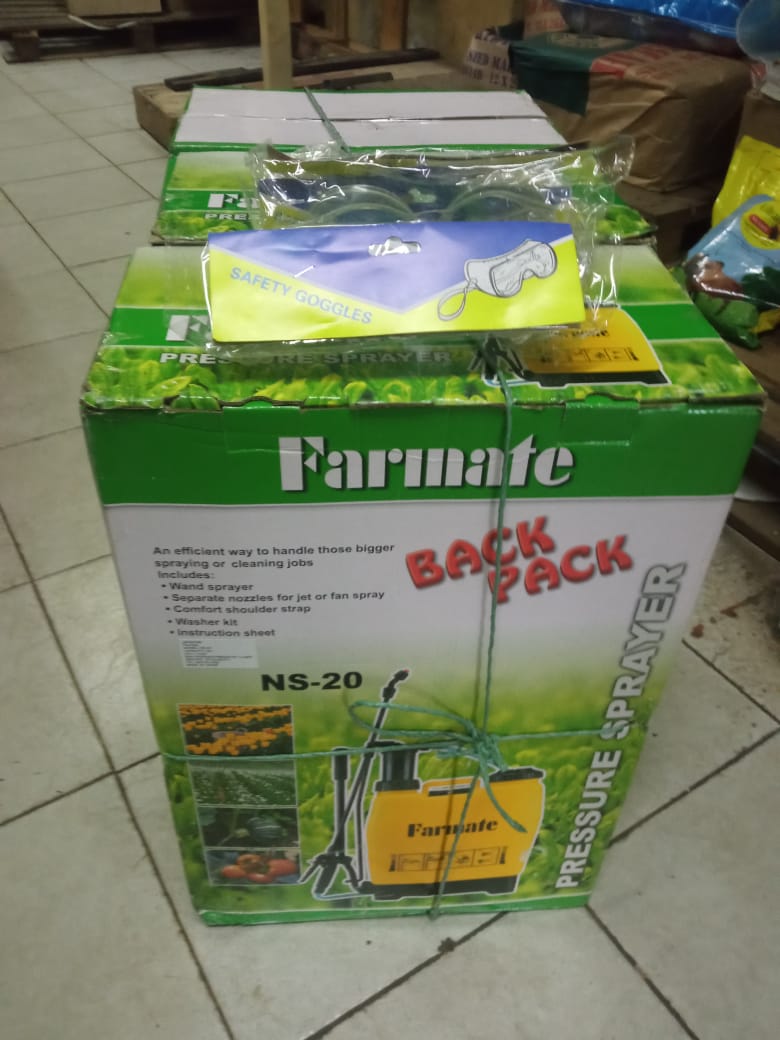 SAFETY GOGGLES
PRESSURE SPRAYER
Farmate
An efficient way to handle those bigger
spraying or cleaning jobs
Includes:
• Wand sprayer
• Separate nozzles for jet or fan spray
• Comfort shoulder strap
• Washer kit
• Instruction sheet
BACK
PACK
NS-20
PRESSURE SPRAYER
Farmate